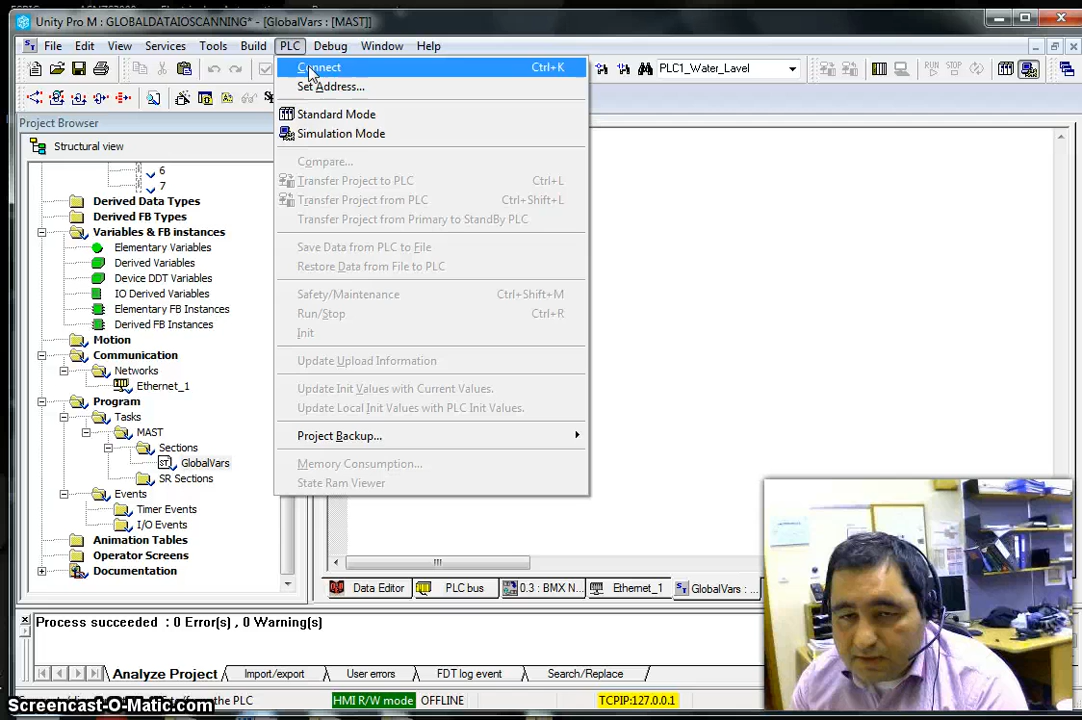 Unity Pro M : GLOBALDATAIOSCANNING* - [GlobalVars : [MAST]]
File Edit View Services Tools Build PLC Debug Window Help
PLC1_Water_Lavel
RUN STOP
Project Browser
Structural view
6
7
Derived Data Types
Derived FB Types
Variables & FB instances
Elementary Variables
Derived Variables
Device DDT Variables
IO Derived Variables
Elementary FB Instances
Derived FB Instances
Motion
Communication
Networks
Ethernet_1
Program
Tasks
MAST
Sections
GlobalVars
SR Sections
Events
Timer Events
I/O Events
Animation Tables
Operator Screens
Documentation
Connect Ctrl+K
Set Address...
Standard Mode
Simulation Mode
Compare...
Transfer Project to PLC Ctrl+L
Transfer Project from PLC Ctrl+Shift+L
Transfer Project from Primary to StandBy PLC
Save Data from PLC to File
Restore Data from File to PLC
Safety/Maintenance Ctrl+Shift+M
Run/Stop Ctrl+R
Init
Update Upload Information
Update Init Values with Current Values.
Update Local Init Values with PLC Init Values.
Project Backup...
Memory Consumption...
State Ram Viewer
Data Editor PLC bus 0.3 : BMX N... Ethernet_1 GlobalVars :
Process succeeded : 0 Error(s) , 0 Warning(s)
Analyze Project Import/export User errors FDT log event Search/Replace
HMI R/W mode OFFLINE TCPIP:127.0.0.1
Screencast-O-Matic.com